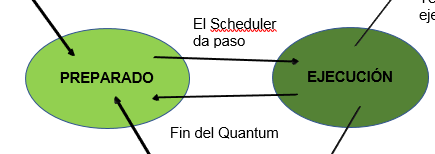 El Scheduler
da paso
PREPARADO
EJECUCIÓN
Fin del Quantum